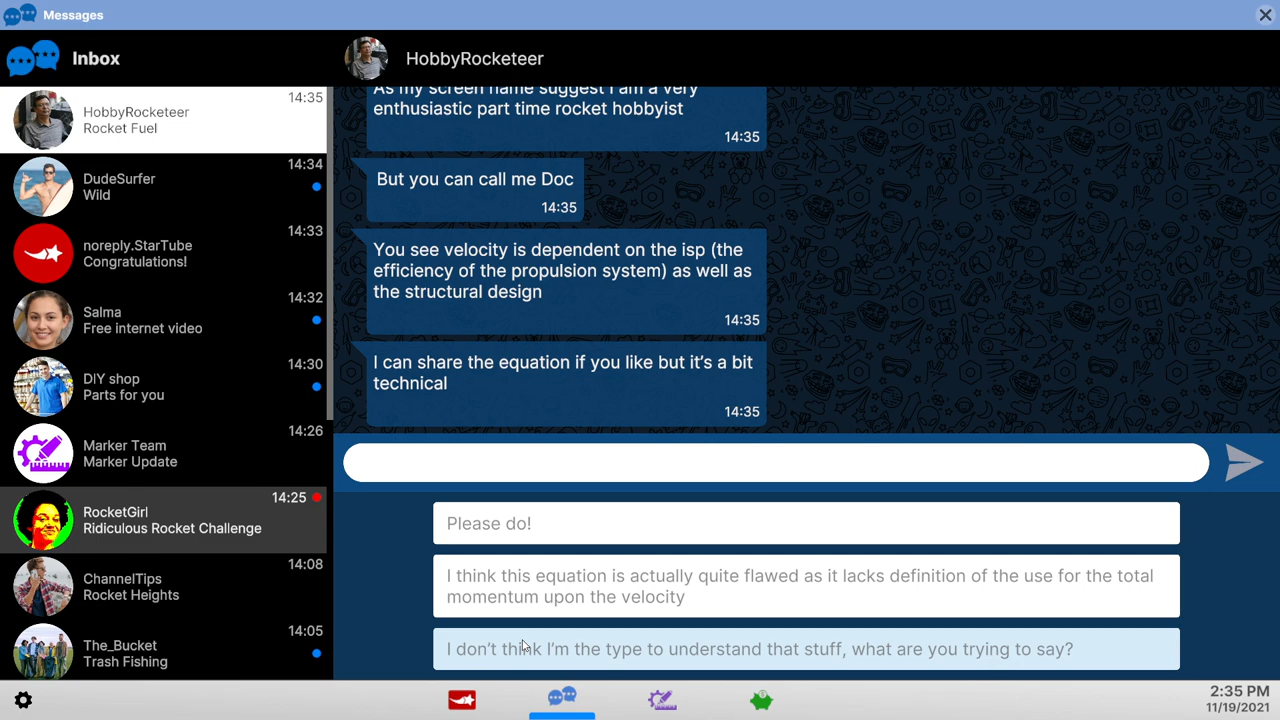 Messages
Inbox
HobbyRocketeer
14:35
HobbyRocketeer
Rocket Fuel
14:34
DudeSurfer
Wild
14:33
noreply.StarTube
Congratulations!
14:32
Salma
Free internet video
14:30
DIY shop
Parts for you
14:26
Marker Team
Marker Update
14:25
RocketGirl
Ridiculous Rocket Challenge
14:08
ChannelTips
Rocket Heights
14:05
The_Bucket
Trash Fishing
As my screen name suggest I am a very
enthusiastic part time rocket hobbyist
14:35
But you can call me Doc
14:35
You see velocity is dependent on the isp (the
efficiency of the propulsion system) as well as
the structural design
14:35
I can share the equation if you like but it’s a bit
technical
14:35
Please do!
I think this equation is actually quite flawed as it lacks definition of the use for the total
momentum upon the velocity
I don’t think I’m the type to understand that stuff, what are you trying to say?
2:35 PM
11/19/2021